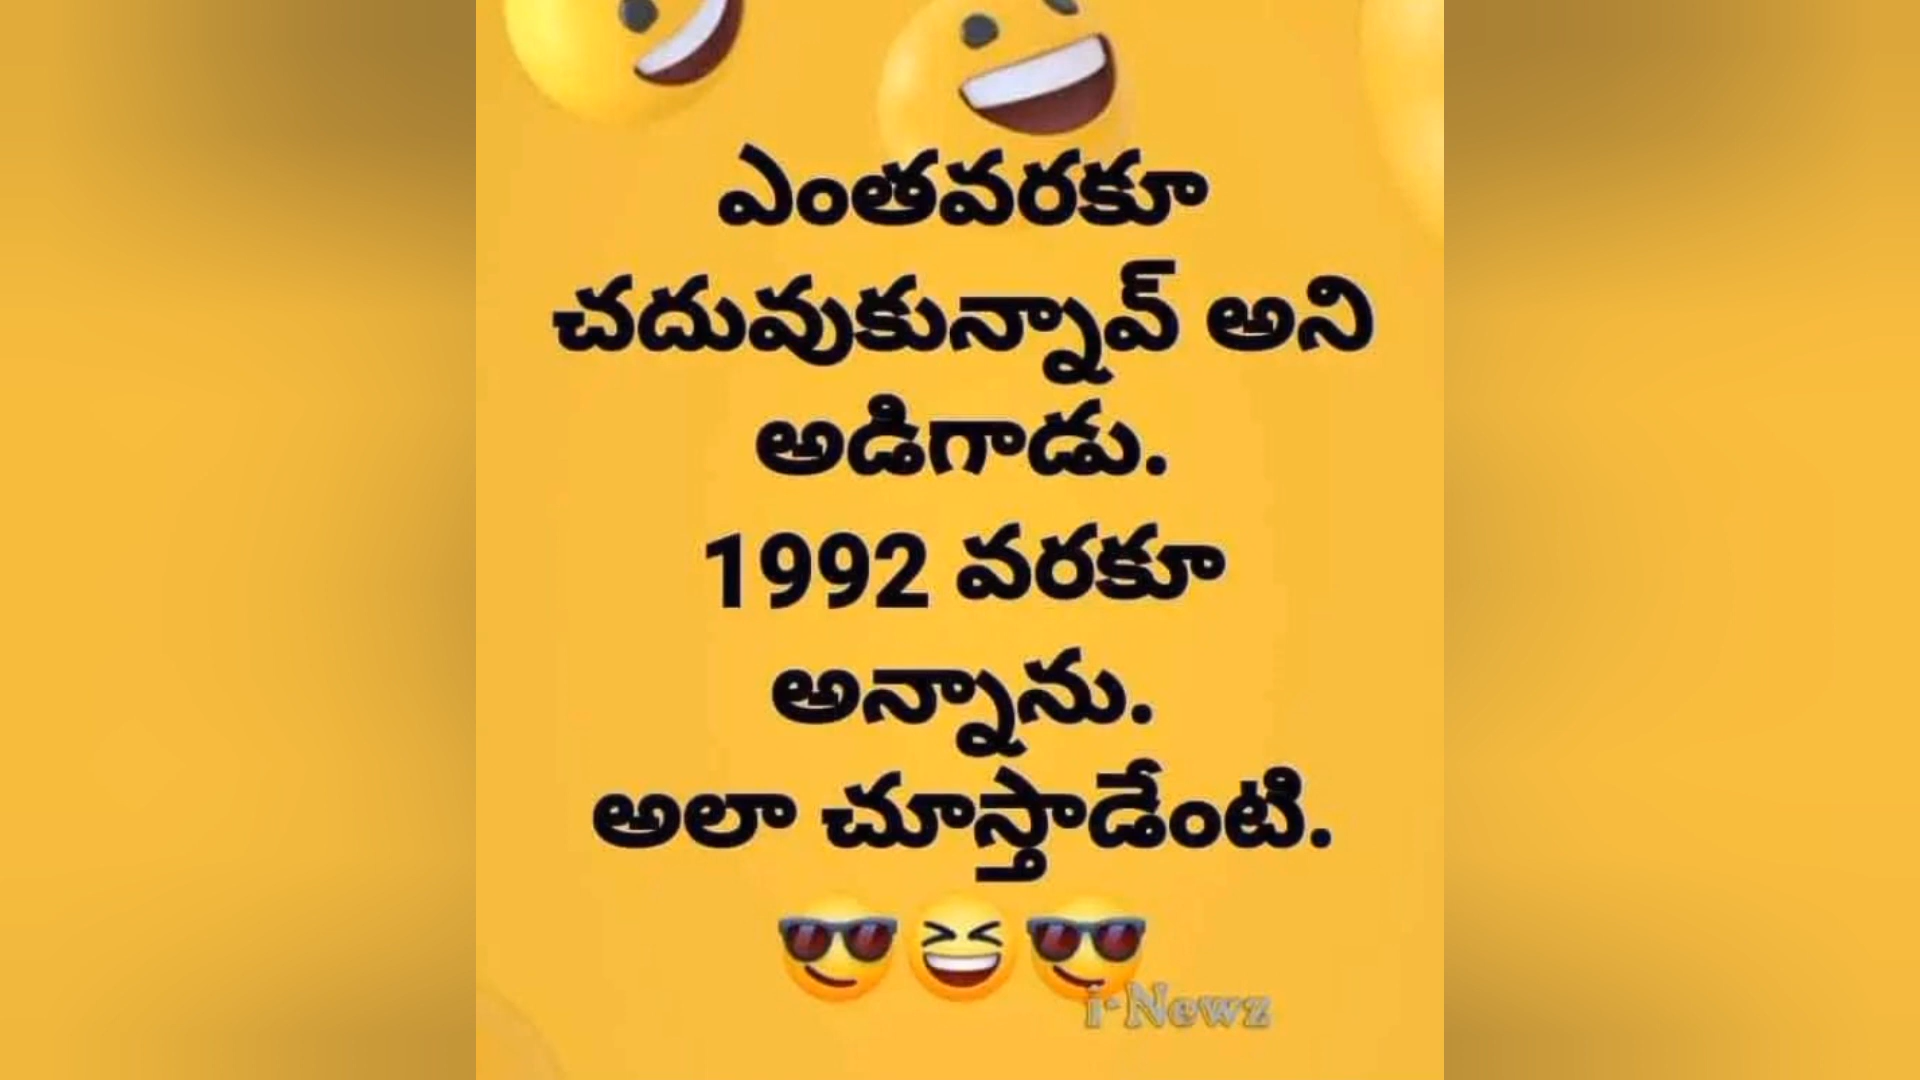 ఎంతవరకూ
చదువుకున్నావ్ అని
అడిగాడు.
1992 వరకూ
అన్నాను.
అలా చూస్తాడేంటి.
i-Newz